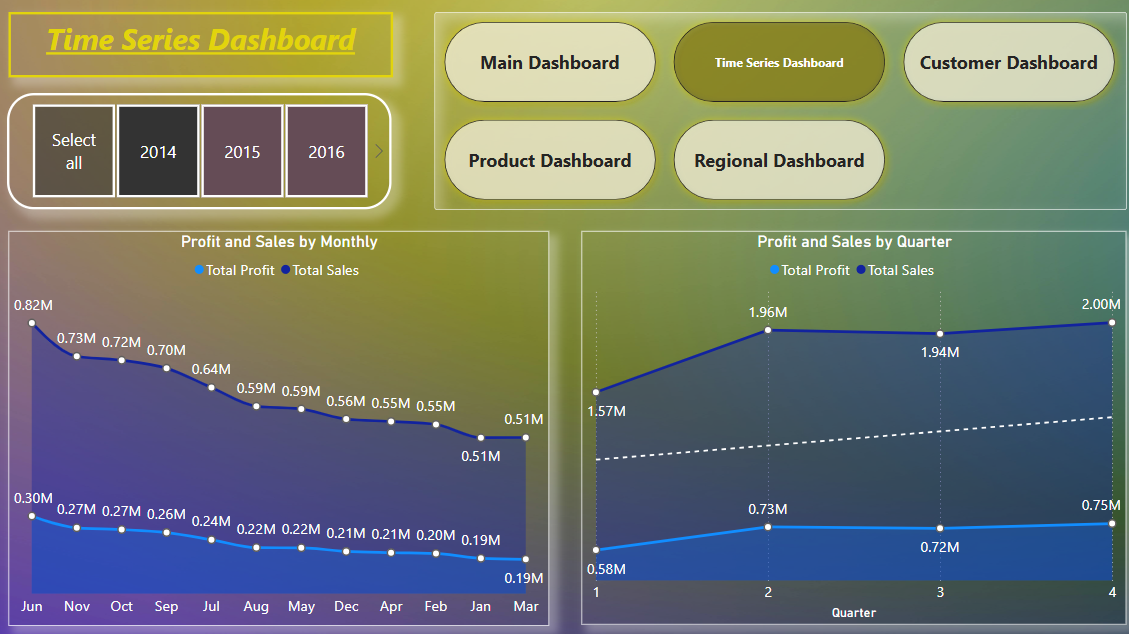 Time Series Dashboard
Main Dashboard
Time Series Dashboard
Customer Dashboard
Product Dashboard
Regional Dashboard
Select
all
2014
2015
2016
Profit and Sales by Monthly
Total Profit Total Sales
0.82M
0.73M 0.72M 0.70M
0.64M
0.59M 0.59M
0.56M 0.55M 0.55M
0.51M
0.51M
0.30M
0.27M 0.27M 0.26M
0.24M
0.22M 0.22M 0.21M 0.21M 0.20M
0.19M
0.19M
Jun Nov Oct Sep Jul Aug May Dec Apr Feb Jan Mar
Profit and Sales by Quarter
Total Profit Total Sales
2.00M
1.96M
1.94M
1.57M
0.75M
0.73M
0.72M
0.58M
1 2 3 4
Quarter